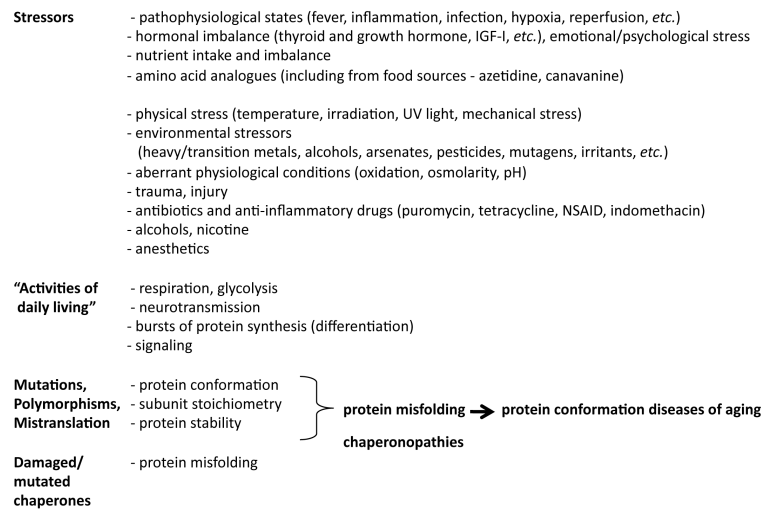 Stressors - pathophysiological states (fever, inflammation, infection, hypoxia, reperfusion, etc.)
- hormonal imbalance (thyroid and growth hormone, IGF-I, etc.), emotional/psychological stress
- nutrient intake and imbalance
- amino acid analogues (including from food sources - azetidine, canavanine)
- physical stress (temperature, irradiation, UV light, mechanical stress)
- environmental stressors
(heavy/transition metals, alcohols, arsenates, pesticides, mutagens, irritants, etc.)
- aberrant physiological conditions (oxidation, osmolarity, pH)
- trauma, injury
- antibiotics and anti-inflammatory drugs (puromycin, tetracycline, NSAID, indomethacin)
- alcohols, nicotine
- anesthetics
“Activities of - respiration, glycolysis
daily living” - neurotransmission
- bursts of protein synthesis (differentiation)
- signaling
Mutations, - protein conformation
Polymorphisms, - subunit stoichiometry
Mistranslation - protein stability
protein misfolding → protein conformation diseases of aging
chaperonopathies
Damaged/ - protein misfolding
mutated
chaperones